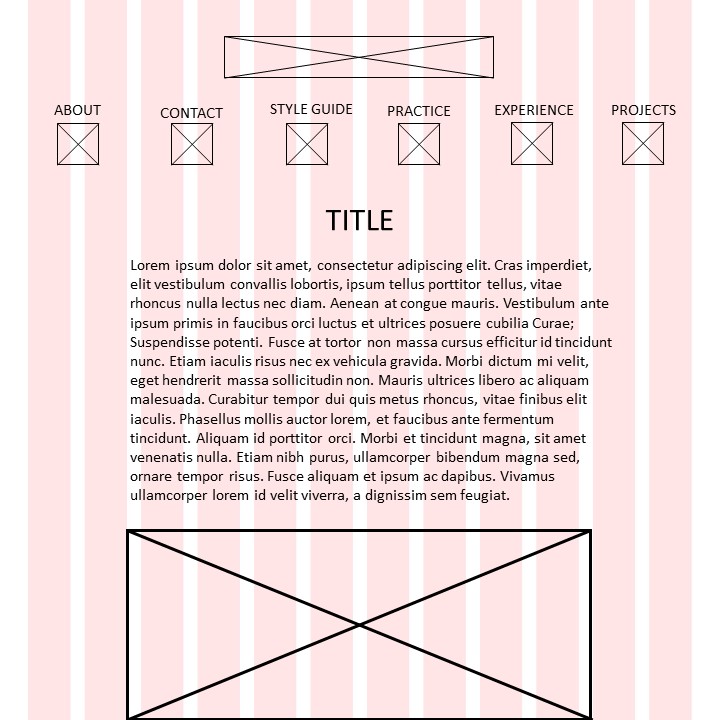 ABOUT CONTACT STYLE GUIDE PRACTICE EXPERIENCE PROJECTS
TITLE
Lorem ipsum dolor sit amet, consectetur adipiscing elit. Cras imperdiet,
elit vestibulum convallis lobortis, ipsum tellus porttitor tellus, vitae
rhoncus nulla lectus nec diam. Aenean at congue mauris. Vestibulum ante
ipsum primis in faucibus orci luctus et ultrices posuere cubilia Curae;
Suspendisse potenti. Fusce at tortor non massa cursus efficitur id tincidunt
nunc. Etiam iaculis risus nec ex vehicula gravida. Morbi dictum mi velit,
eget hendrerit massa sollicitudin non. Mauris ultrices libero ac aliquam
malesuada. Curabitur tempor dui quis metus rhoncus, vitae finibus elit
iaculis. Phasellus mollis auctor lorem, et faucibus ante fermentum
tincidunt. Aliquam id porttitor orci. Morbi et tincidunt magna, sit amet
venenatis nulla. Etiam nibh purus, ullamcorper bibendum magna sed,
ornare tempor risus. Fusce aliquam et ipsum ac dapibus. Vivamus
ullamcorper lorem id velit viverra, a dignissim sem feugiat.